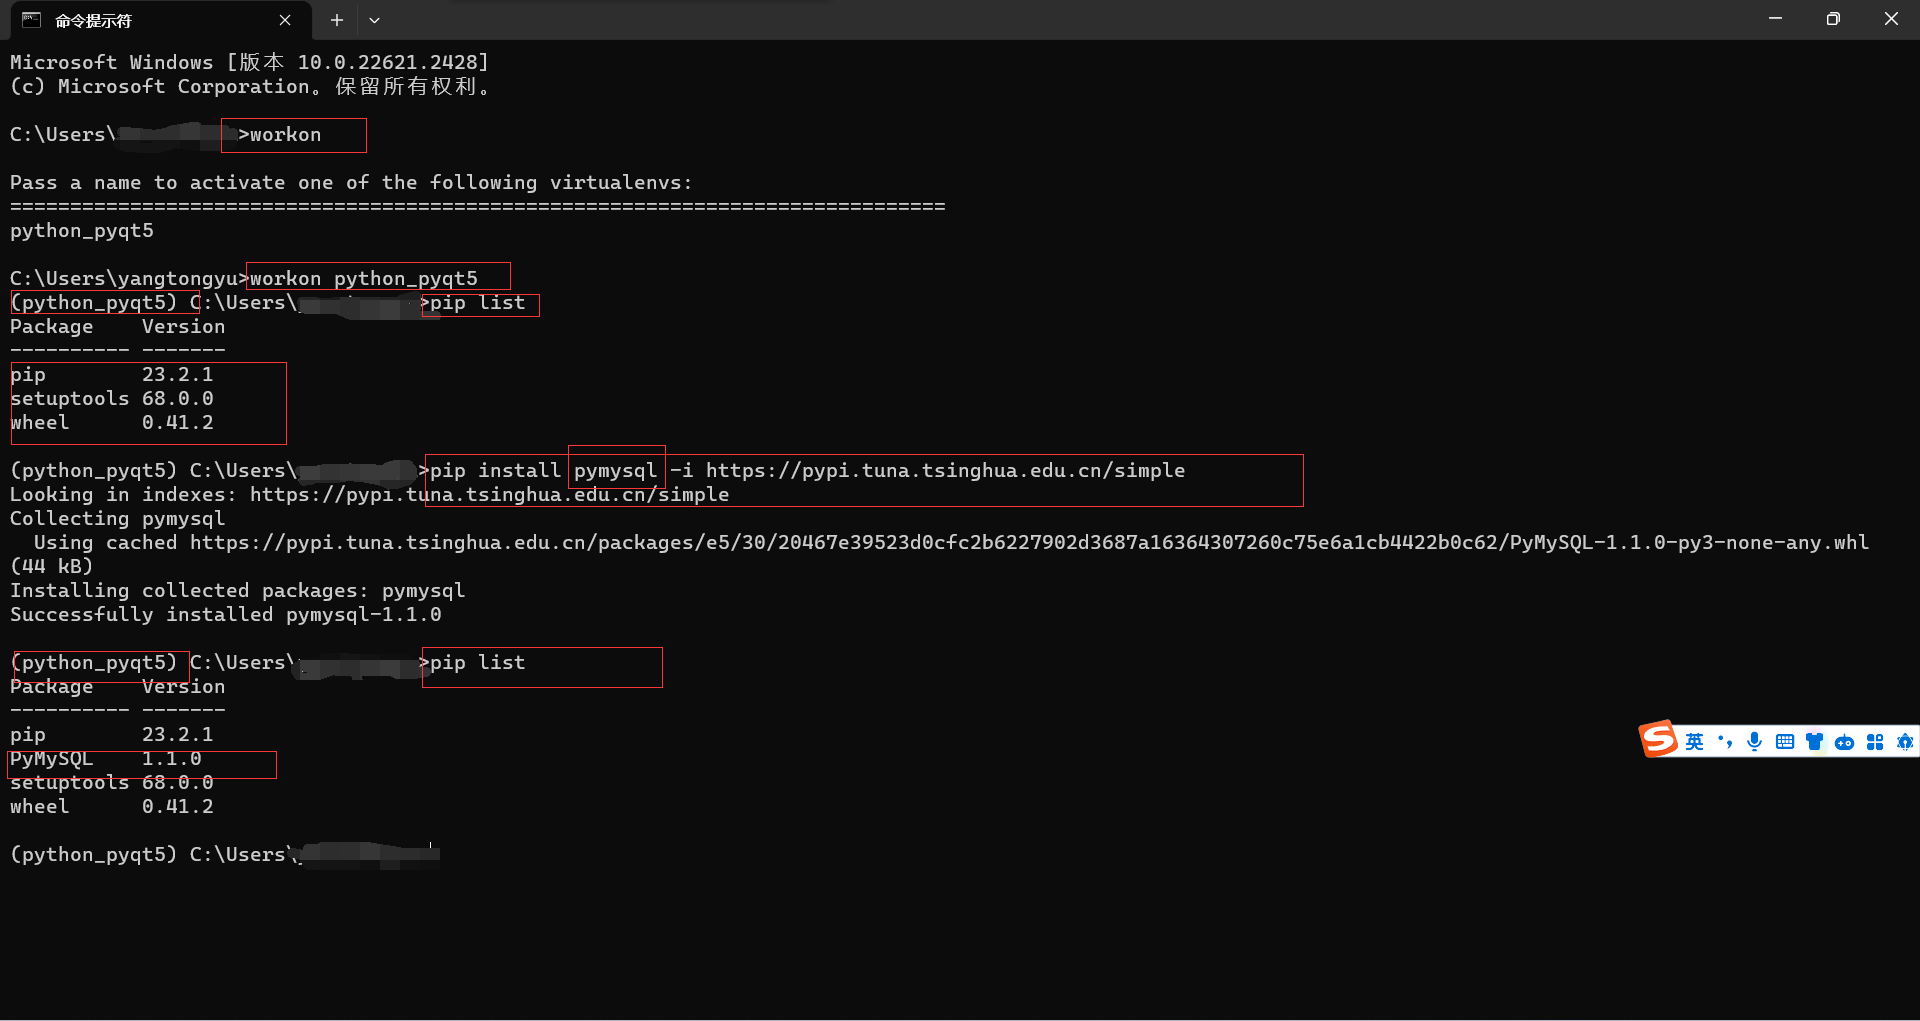 命令提示符
Microsoft Windows [版本 10.0.22621.2428]
(c) Microsoft Corporation。保留所有权利。
C:\Users\ >workon
Pass a name to activate one of the following virtualenvs:
==============================================================================
python_pyqt5
C:\Users\yangtongyu>workon python_pyqt5
(python_pyqt5) C:\Users\ >pip list
Package    Version
---------- -------
pip        23.2.1
setuptools 68.0.0
wheel      0.41.2
(python_pyqt5) C:\Users\ >pip install pymysql -i https://pypi.tuna.tsinghua.edu.cn/simple
Looking in indexes: https://pypi.tuna.tsinghua.edu.cn/simple
Collecting pymysql
  Using cached https://pypi.tuna.tsinghua.edu.cn/packages/e5/30/20467e39523d0cfc2b6227902d3687a16364307260c75e6a1cb4422b0c62/PyMySQL-1.1.0-py3-none-any.whl
(44 kB)
Installing collected packages: pymysql
Successfully installed pymysql-1.1.0
(python_pyqt5) C:\Users\ >pip list
Package    Version
---------- -------
pip        23.2.1
PyMySQL    1.1.0
setuptools 68.0.0
wheel      0.41.2
(python_pyqt5) C:\Users\
英